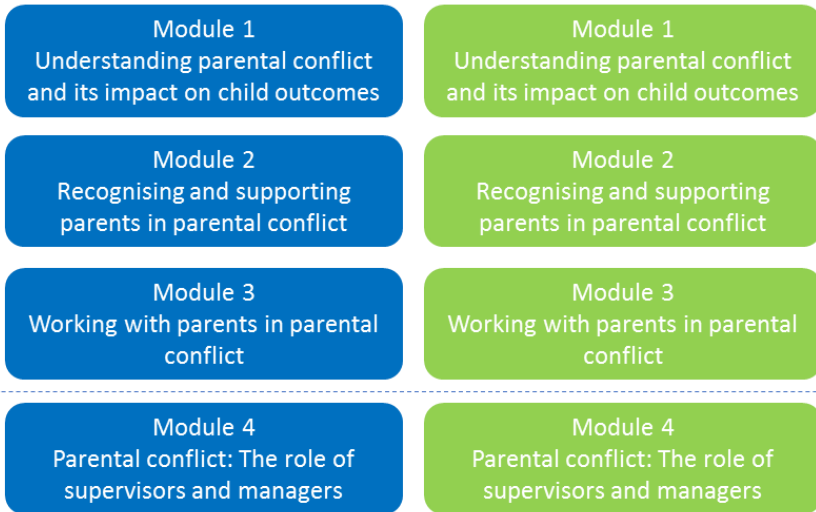 Module 1
Understanding parental conflict
and its impact on child outcomes
Module 1
Understanding parental conflict
and its impact on child outcomes
Module 2
Recognising and supporting
parents in parental conflict
Module 2
Recognising and supporting
parents in parental conflict
Module 3
Working with parents in parental
conflict
Module 3
Working with parents in parental
conflict
Module 4
Parental conflict: The role of
supervisors and managers
Module 4
Parental conflict: The role of
supervisors and managers